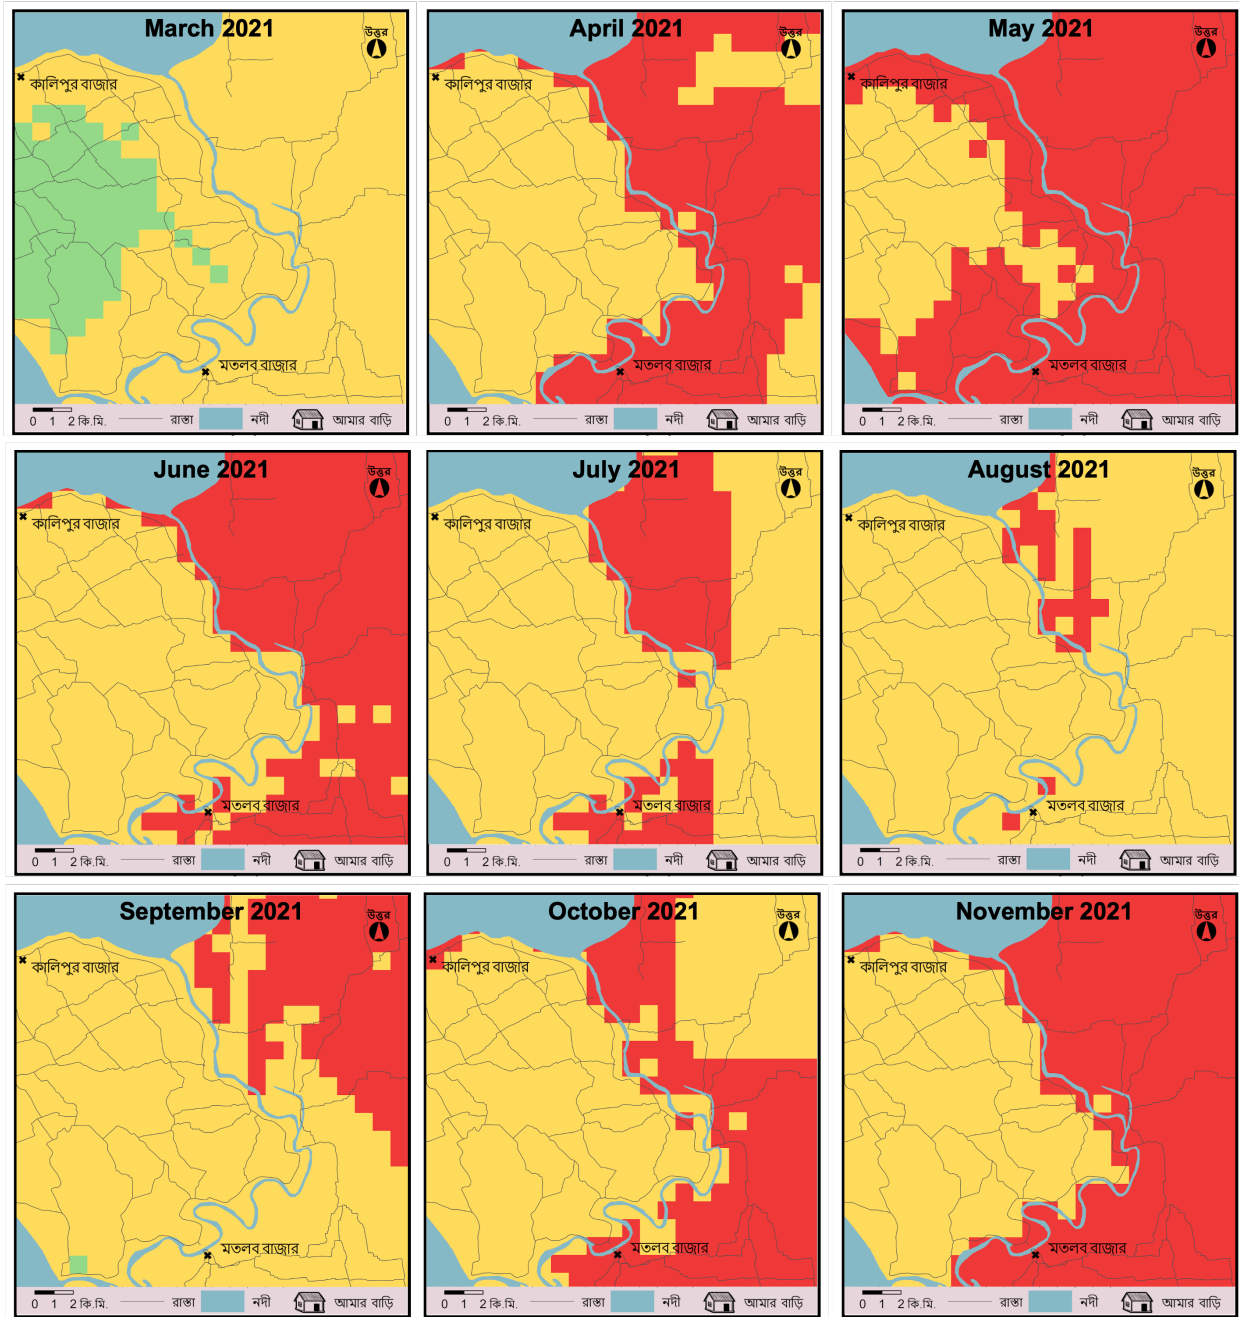 March 2021
উত্তর
কালিপুর বাজার
মতলব বাজার
0 1 2 কি.মি. রাস্তা নদী আমার বাড়ি
April 2021
উত্তর
কালিপুর বাজার
মতলব বাজার
0 1 2 কি.মি. রাস্তা নদী আমার বাড়ি
May 2021
উত্তর
কালিপুর বাজার
মতলব বাজার
0 1 2 কি.মি. রাস্তা নদী আমার বাড়ি
June 2021
উত্তর
কালিপুর বাজার
মতলব বাজার
0 1 2 কি.মি. রাস্তা নদী আমার বাড়ি
July 2021
উত্তর
কালিপুর বাজার
মতলব বাজার
0 1 2 কি.মি. রাস্তা নদী আমার বাড়ি
August 2021
উত্তর
কালিপুর বাজার
মতলব বাজার
0 1 2 কি.মি. রাস্তা নদী আমার বাড়ি
September 2021
উত্তর
কালিপুর বাজার
মতলব বাজার
0 1 2 কি.মি. রাস্তা নদী আমার বাড়ি
October 2021
উত্তর
কালিপুর বাজার
মতলব বাজার
0 1 2 কি.মি. রাস্তা নদী আমার বাড়ি
November 2021
উত্তর
কালিপুর বাজার
মতলব বাজার
0 1 2 কি.মি. রাস্তা নদী আমার বাড়ি